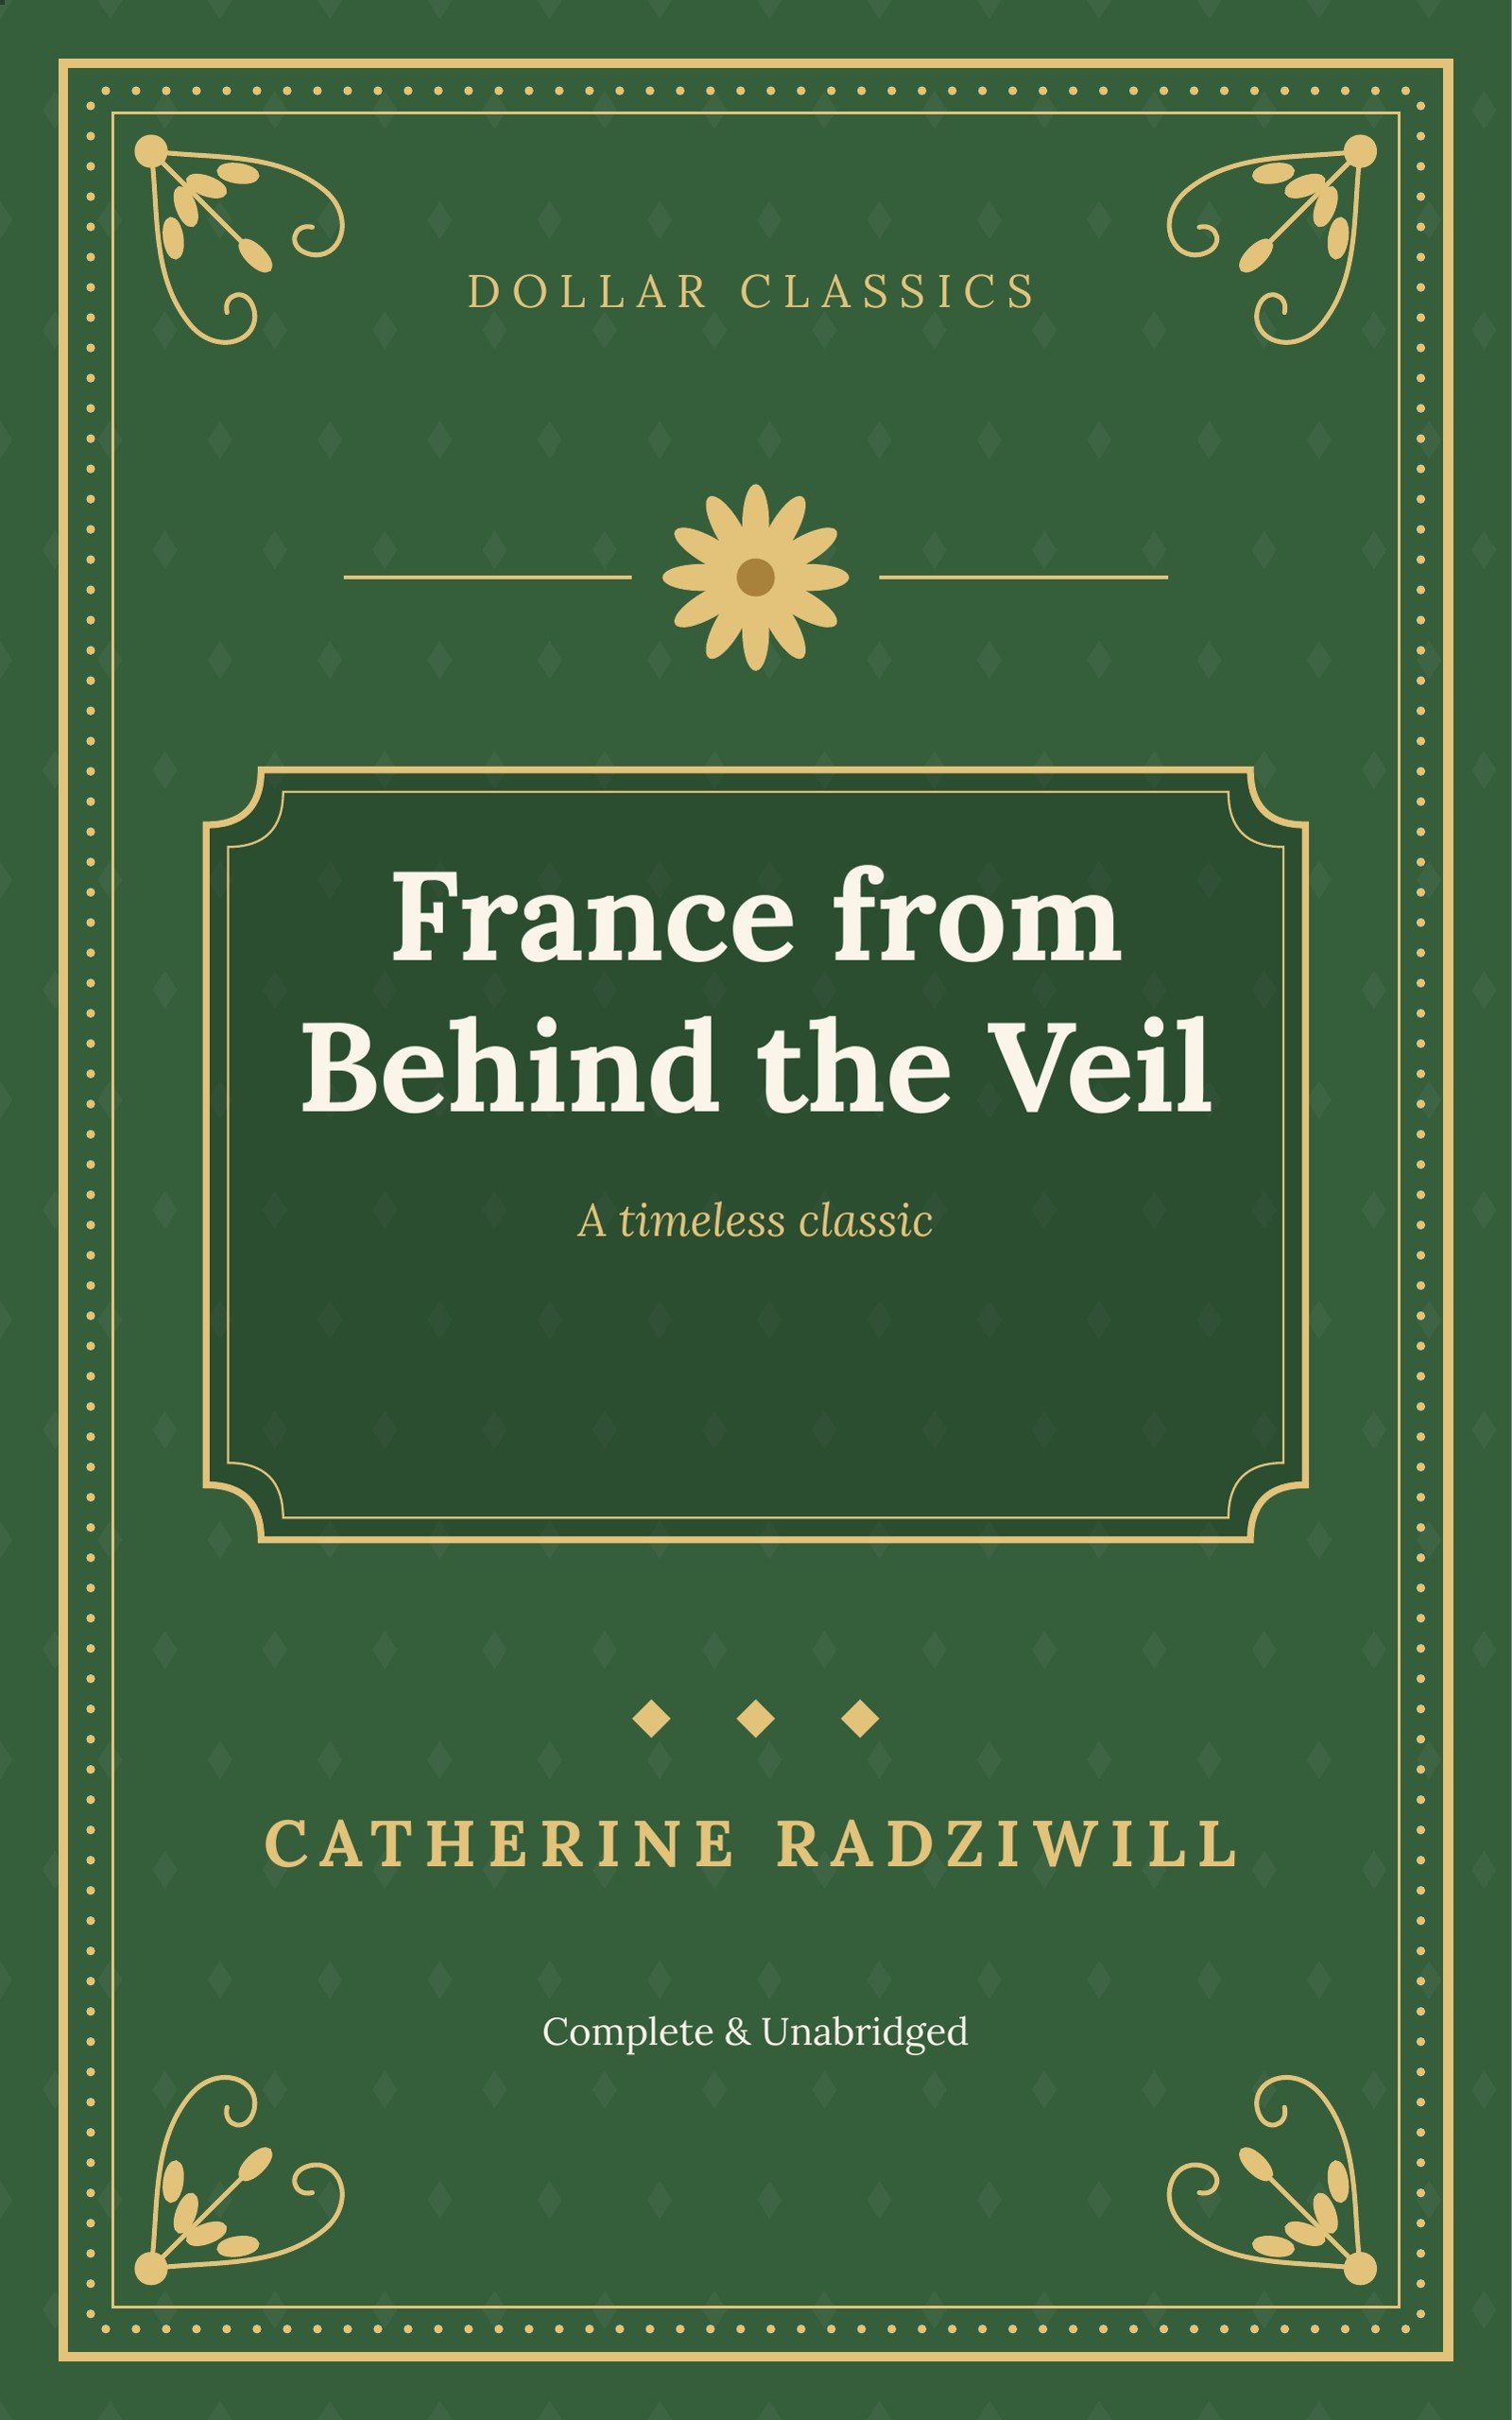 DOLLAR CLASSICS
France from
Behind the Veil
A timeless classic
CATHERINE RADZIWILL
Complete & Unabridged